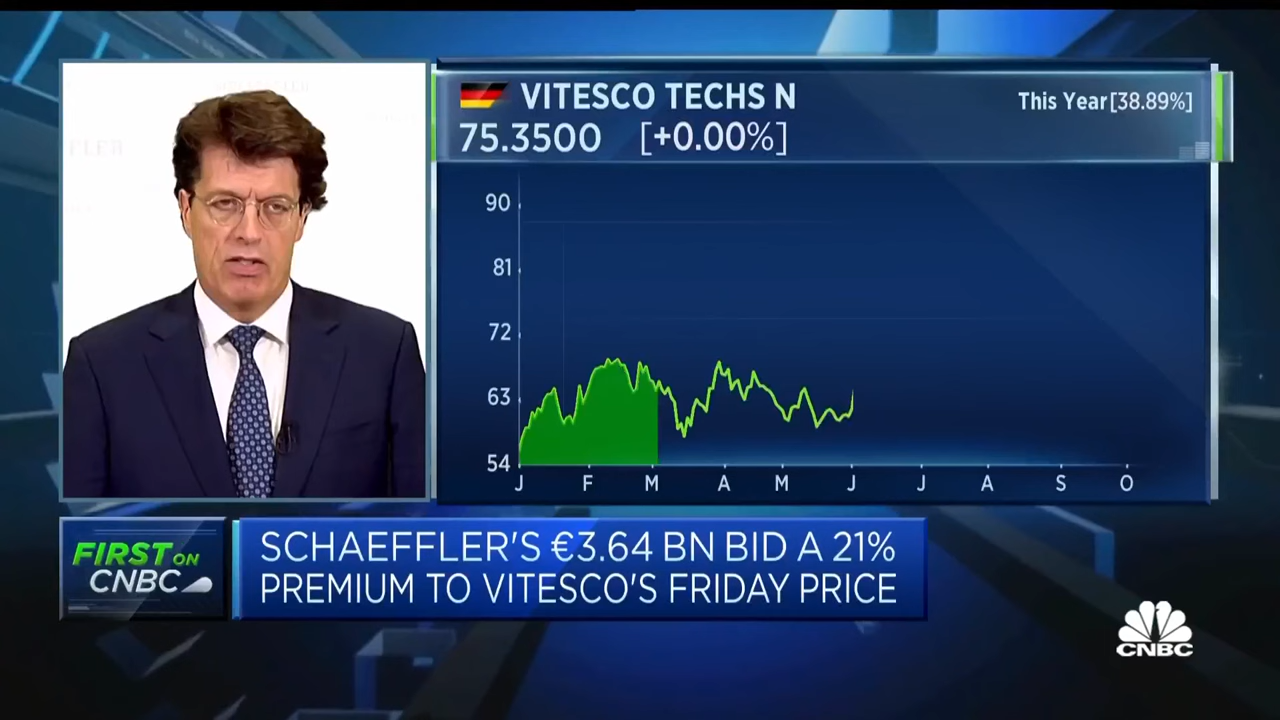 VITESCO TECHS N
This Year[38.89%]
75.3500 [+0.00%]
90
81
72
63
54
J F M A M J J A S O
FIRST ON
CNBC
SCHAEFFLER'S €3.64 BN BID A 21%
PREMIUM TO VITESCO'S FRIDAY PRICE
CNBC